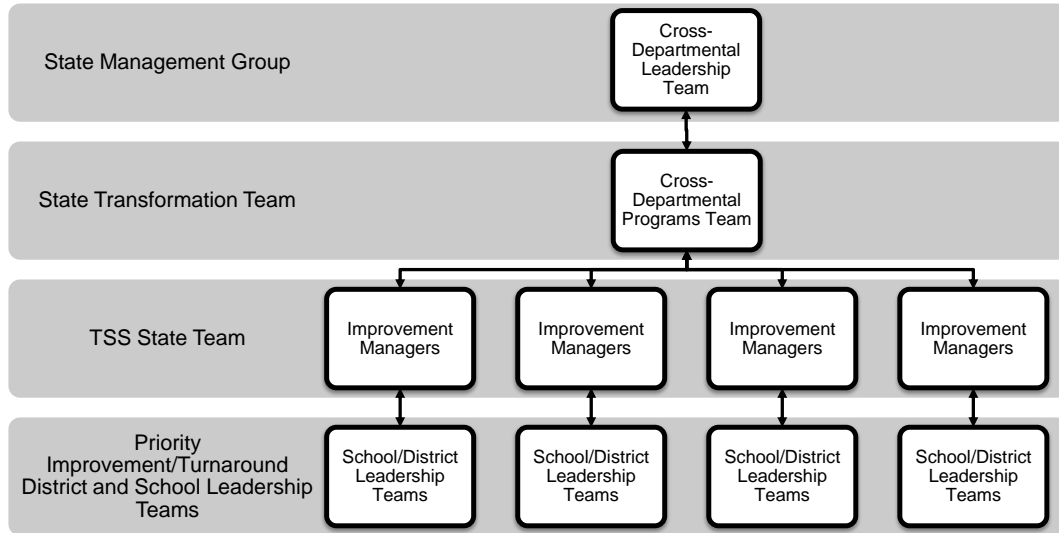 State Management Group
Cross-
Departmental
Leadership
Team
State Transformation Team
Cross-
Departmental
Programs Team
TSS State Team
Improvement
Managers
Improvement
Managers
Improvement
Managers
Improvement
Managers
Priority
Improvement/Turnaround
District and School Leadership
Teams
School/District
Leadership
Teams
School/District
Leadership
Teams
School/District
Leadership
Teams
School/District
Leadership
Teams